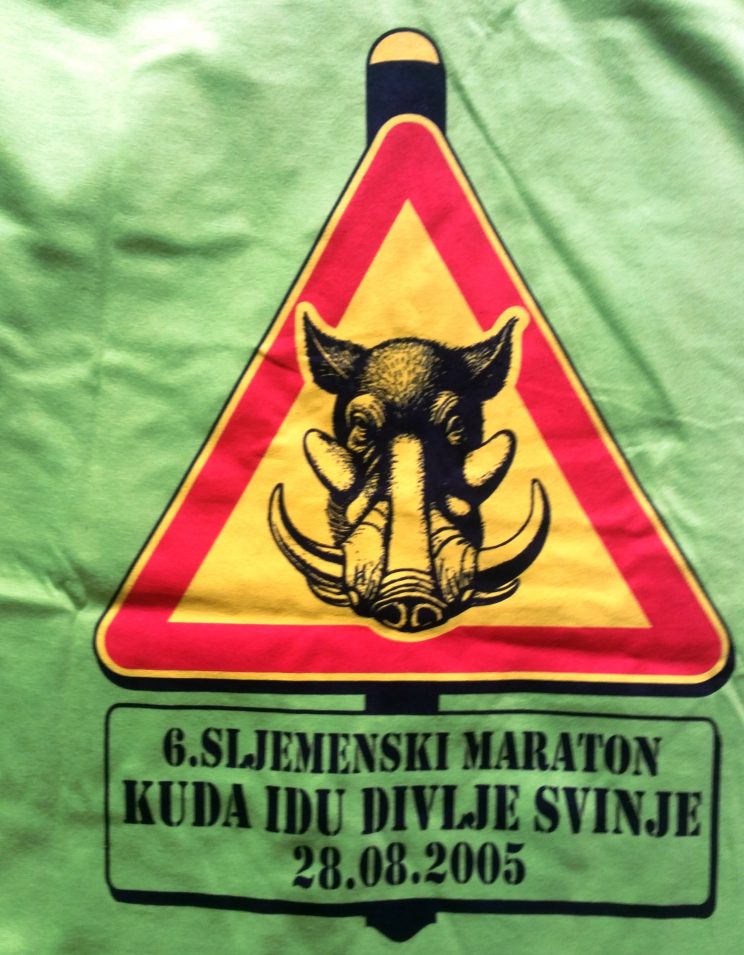 6.SLJEMENSKI MARATON
KUDA IDU DIVLJE SVINJE
28.08.2005